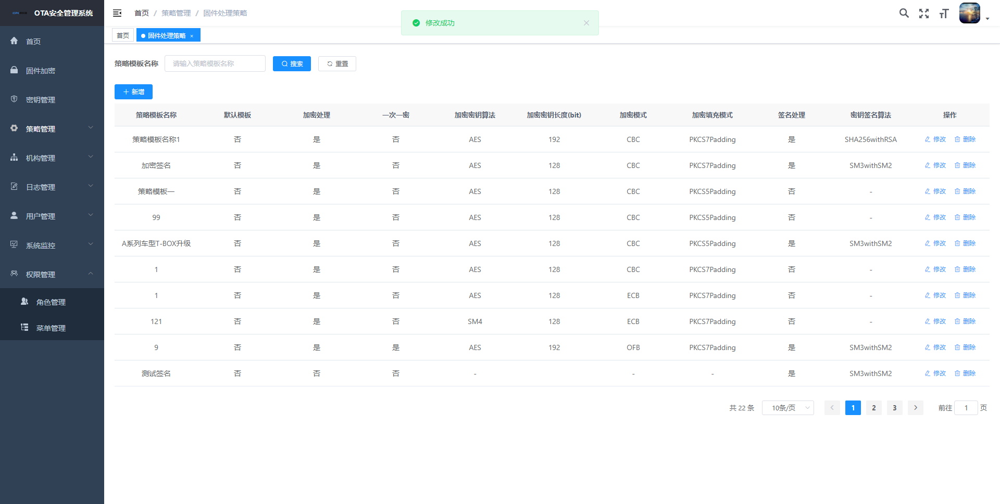 OTA安全管理系统
首页 / 策略管理 / 固件处理策略
修改成功
首页
固件处理策略 ×
首页
固件加密
密钥管理
策略管理
机构管理
日志管理
用户管理
系统监控
权限管理
角色管理
菜单管理
策略模板名称 请输入策略模板名称 搜索 重置
新增
策略模板名称 默认模板 加密处理 一次一密 加密密钥算法 加密密钥长度(bit) 加密模式 加密填充模式 签名处理 密钥签名算法 操作
策略模板名称1 否 是 否 AES 192 CBC PKCS7Padding 是 SHA256withRSA 修改 删除
加密签名 否 是 否 AES 128 CBC PKCS7Padding 是 SM3withSM2 修改 删除
策略模板一 否 是 否 AES 128 CBC PKCS5Padding 否 - 修改 删除
99 否 是 否 AES 128 CBC PKCS5Padding 否 - 修改 删除
A系列车型T-BOX升级 否 是 否 AES 128 CBC PKCS5Padding 是 SM3withSM2 修改 删除
1 否 是 否 AES 128 CBC PKCS7Padding 否 - 修改 删除
1 否 是 否 AES 128 ECB PKCS7Padding 否 - 修改 删除
121 否 是 否 SM4 128 ECB PKCS7Padding 否 - 修改 删除
9 否 是 是 AES 192 OFB PKCS7Padding 是 SM3withSM2 修改 删除
测试签名 否 否 否 - - - 是 SM3withSM2 修改 删除
共 22 条 10条/页 1 2 3 前往 1 页